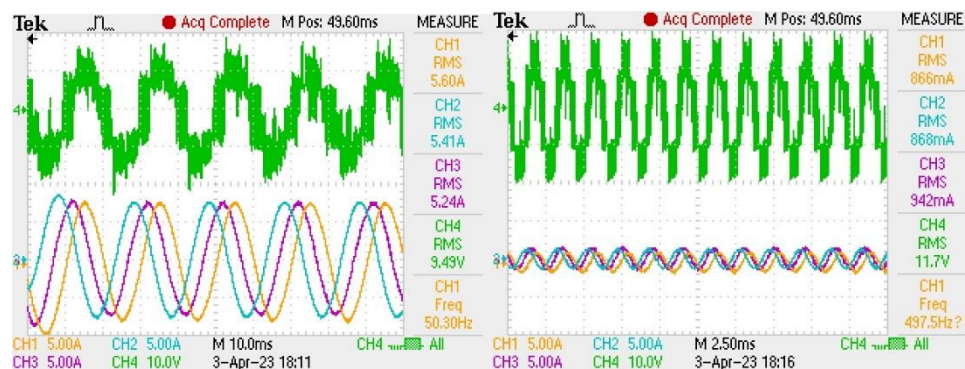 Tek Acq Complete M Pos: 49.60ms MEASURE
CH1
RMS
5.60A
CH2
RMS
5.41A
CH3
RMS
5.24A
CH4
RMS
9.49V
CH1
Freq
50.30Hz
4
3
CH1 5.00A CH2 5.00A M 10.0ms CH4 All
CH3 5.00A CH4 10.0V 3-Apr-23 18:11
Tek Acq Complete M Pos: 49.60ms MEASURE
CH1
RMS
866mA
CH2
RMS
868mA
CH3
RMS
942mA
CH4
RMS
11.7V
CH1
Freq
497.5Hz?
4
CH1 5.00A CH2 5.00A M 2.50ms CH4 All
CH3 5.00A CH4 10.0V 3-Apr-23 18:16